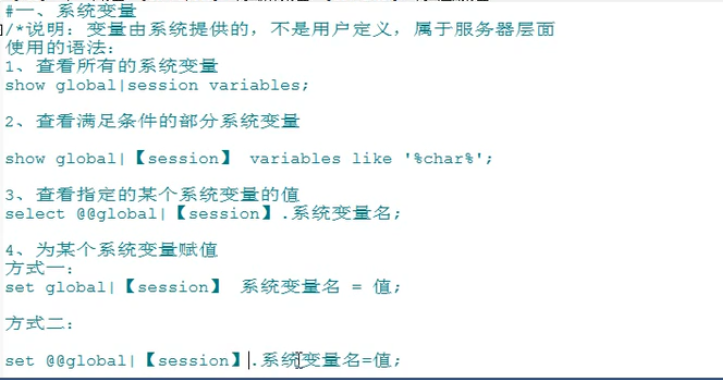 #一、系统变量
/*说明：变量由系统提供的，不是用户定义，属于服务器层面
使用的语法：
1、查看所有的系统变量
show global|session variables;
2、查看满足条件的部分系统变量
show global|【session】 variables like '%char%';
3、查看指定的某个系统变量的值
select @@global|【session】.系统变量名;
4、为某个系统变量赋值
方式一：
set global|【session】 系统变量名 = 值;
方式二：
set @@global|【session】.系统变量名=值;